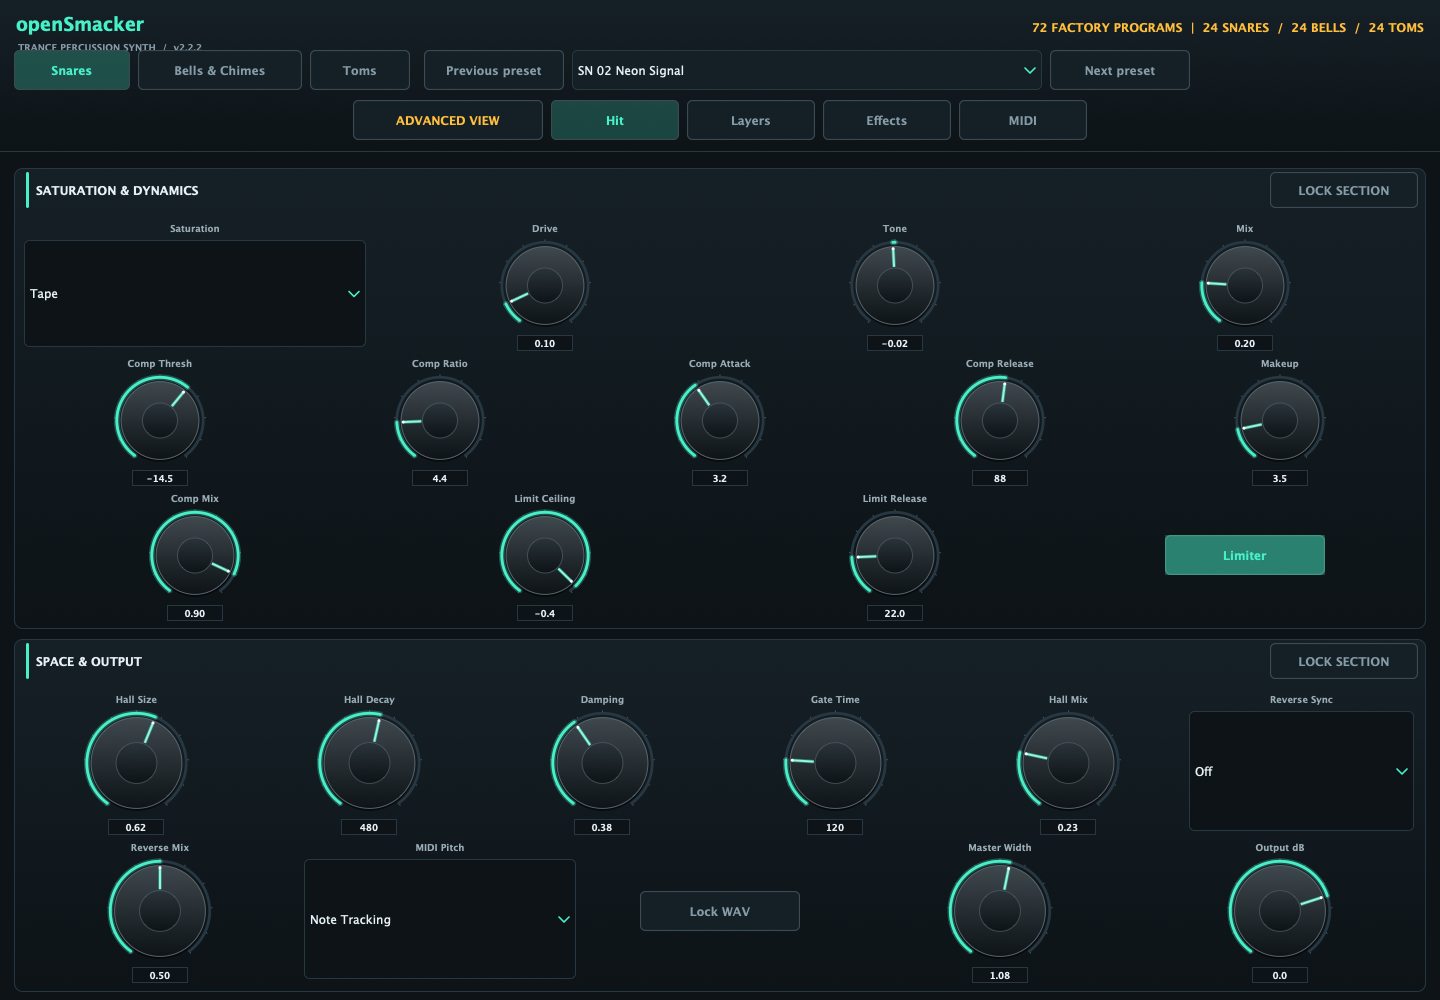 openSmacker
72 FACTORY PROGRAMS | 24 SNARES / 24 BELLS / 24 TOMS
TRANCE PERCUSSION SYNTH / v2.2.2
Snares Bells & Chimes Toms Previous preset SN 02 Neon Signal Next preset
ADVANCED VIEW Hit Layers Effects MIDI
SATURATION & DYNAMICS LOCK SECTION
Saturation Drive Tone Mix
Tape
0.10 -0.02 0.20
Comp Thresh Comp Ratio Comp Attack Comp Release Makeup
-14.5 4.4 3.2 88 3.5
Comp Mix Limit Ceiling Limit Release
Limiter
0.90 -0.4 22.0
SPACE & OUTPUT LOCK SECTION
Hall Size Hall Decay Damping Gate Time Hall Mix Reverse Sync
Off
0.62 480 0.38 120 0.23
Reverse Mix MIDI Pitch Master Width Output dB
Note Tracking Lock WAV
0.50 1.08 0.0